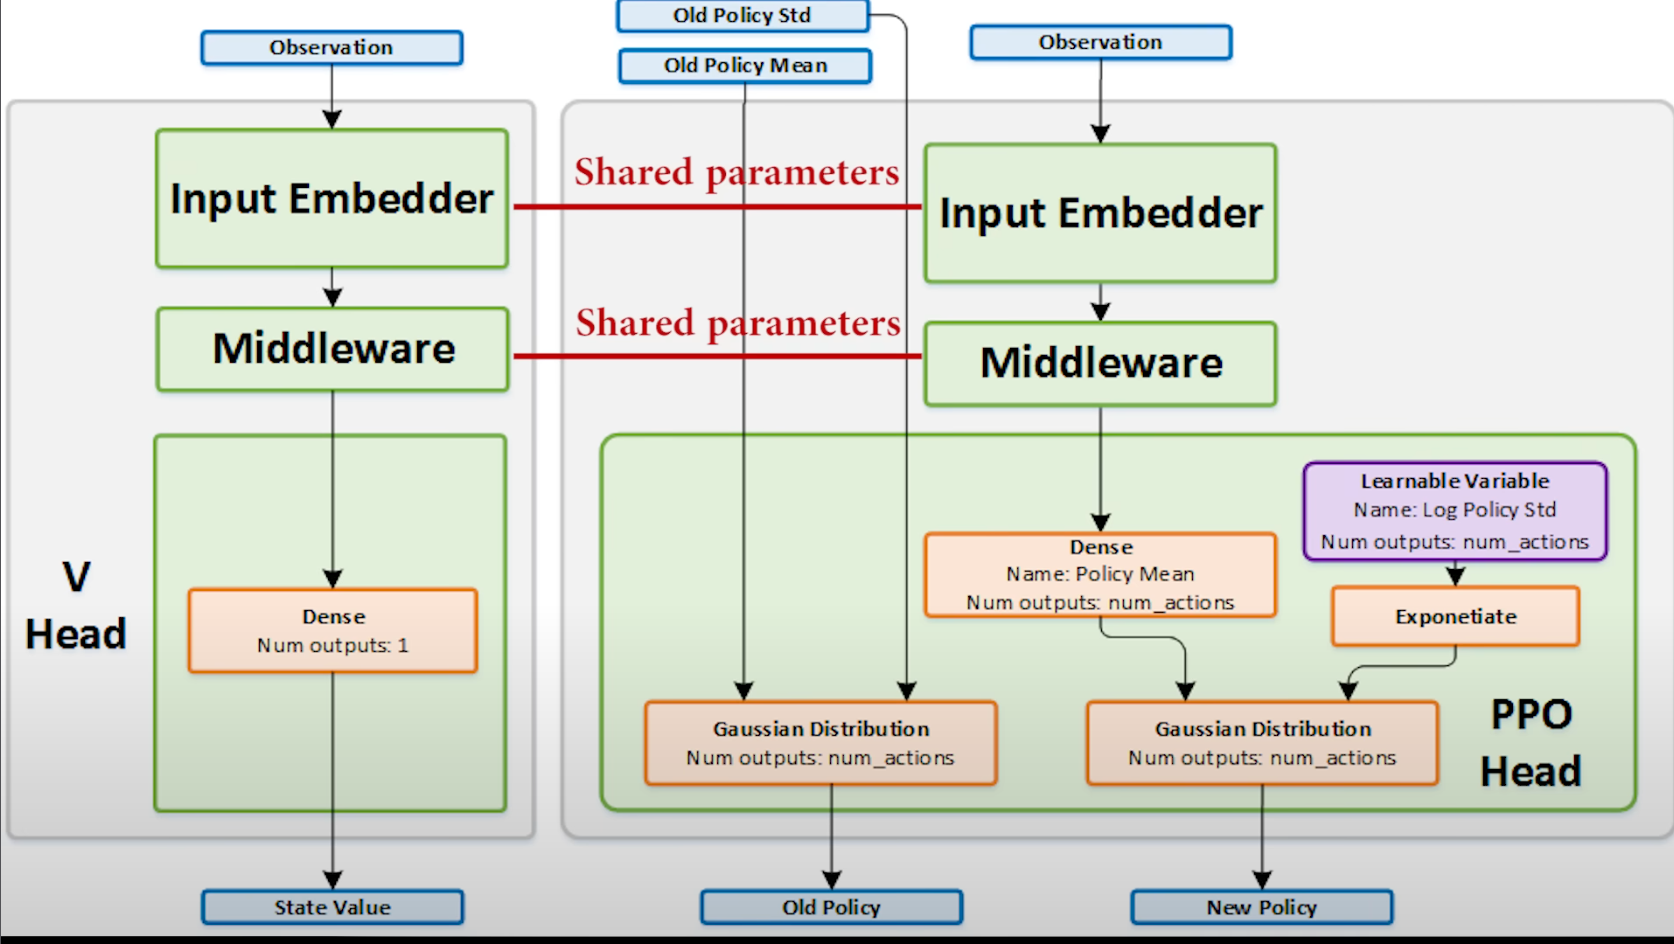 Old Policy Std
Observation
Old Policy Mean
Observation
Input Embedder
Shared parameters
Input Embedder
Middleware
Shared parameters
Middleware
V
Head
Dense
Num outputs: 1
Learnable Variable
Name: Log Policy Std
Num outputs: num_actions
Dense
Name: Policy Mean
Num outputs: num_actions
Exponetiate
Gaussian Distribution
Num outputs: num_actions
Gaussian Distribution
Num outputs: num_actions
PPO
Head
State Value
Old Policy
New Policy